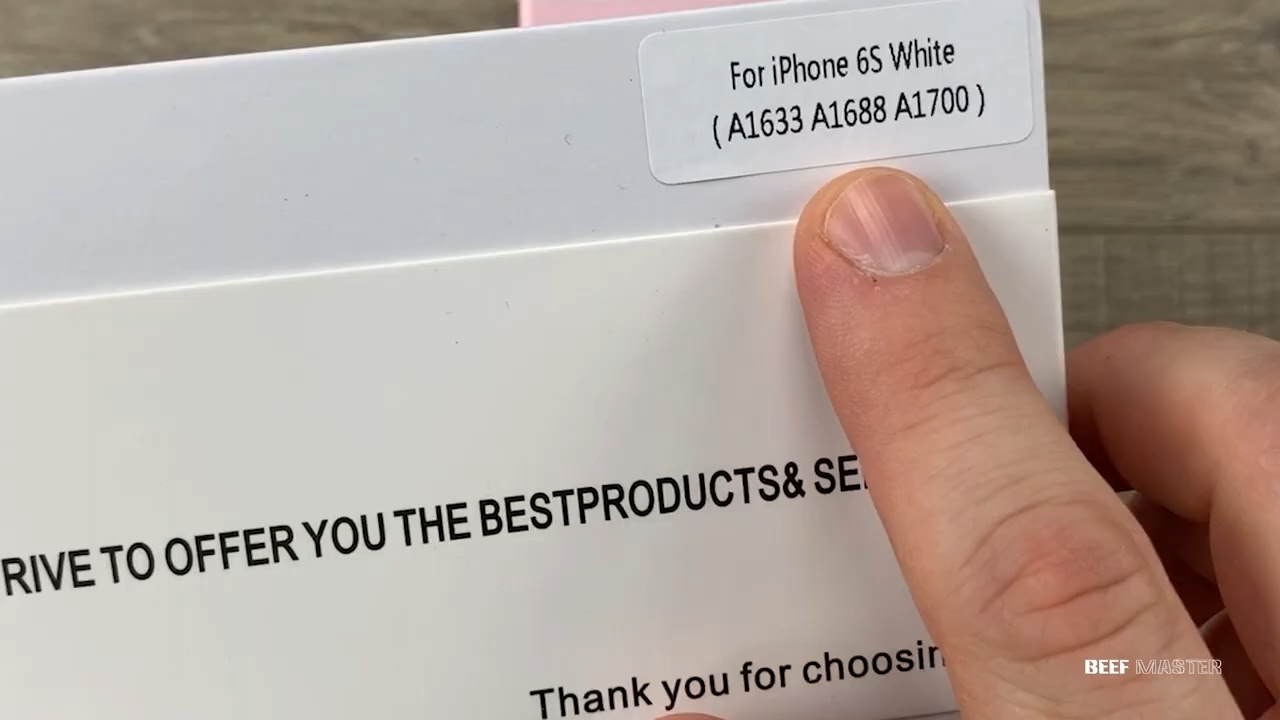 For iPhone 6S White
( A1633 A1688 A1700 )
RIVE TO OFFER YOU THE BESTPRODUCTS& SE
Thank you for choosin
BEEF MASTER